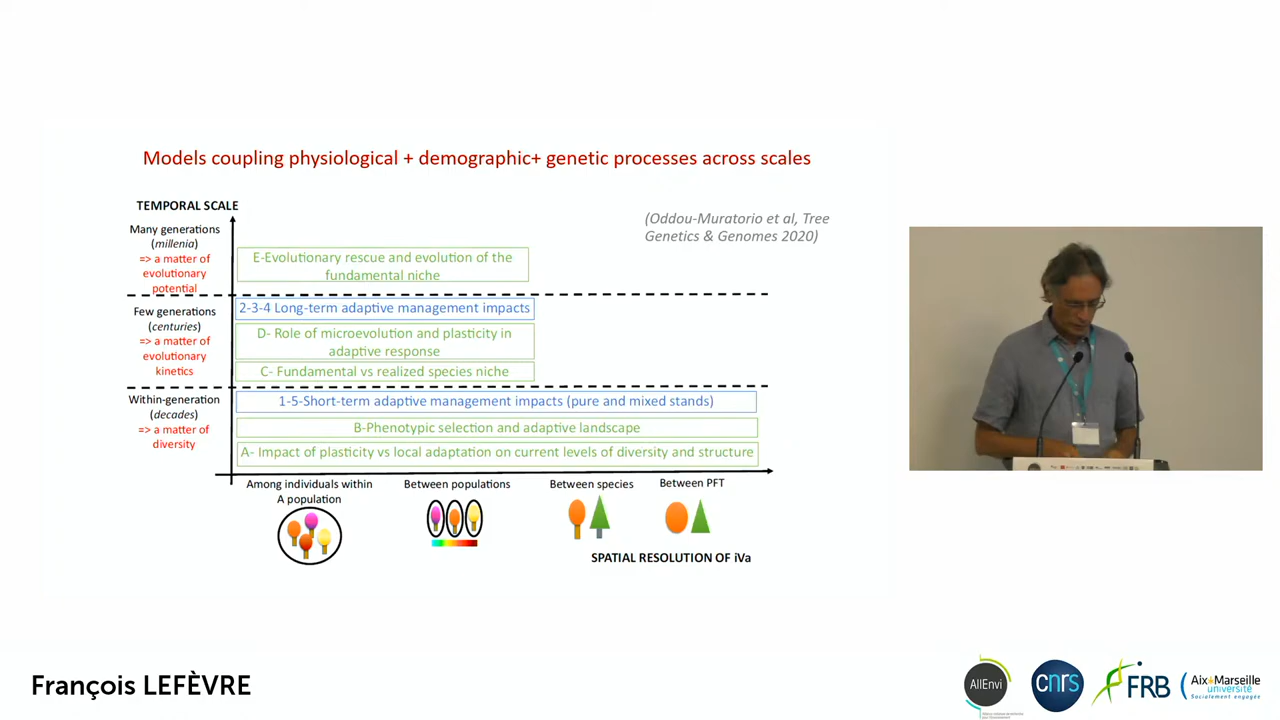 Models coupling physiological + demographic+ genetic processes across scales
TEMPORAL SCALE
(Oddou-Muratorio et al, Tree
Genetics & Genomes 2020)
Many generations
(millenia)
=> a matter of
evolutionary
potential
E-Evolutionary rescue and evolution of the
fundamental niche
Few generations
(centuries)
=> a matter of
evolutionary
kinetics
2-3-4 Long-term adaptive management impacts
D- Role of microevolution and plasticity in
adaptive response
C- Fundamental vs realized species niche
Within-generation
(decades)
=> a matter of
diversity
1-5-Short-term adaptive management impacts (pure and mixed stands)
B-Phenotypic selection and adaptive landscape
A- Impact of plasticity vs local adaptation on current levels of diversity and structure
Among individuals within
A population
Between populations
Between species
Between PFT
SPATIAL RESOLUTION OF iVa
François LEFÈVRE
AllEnvi
cnrs
FRB
Aix Marseille
université
Socialement engagée